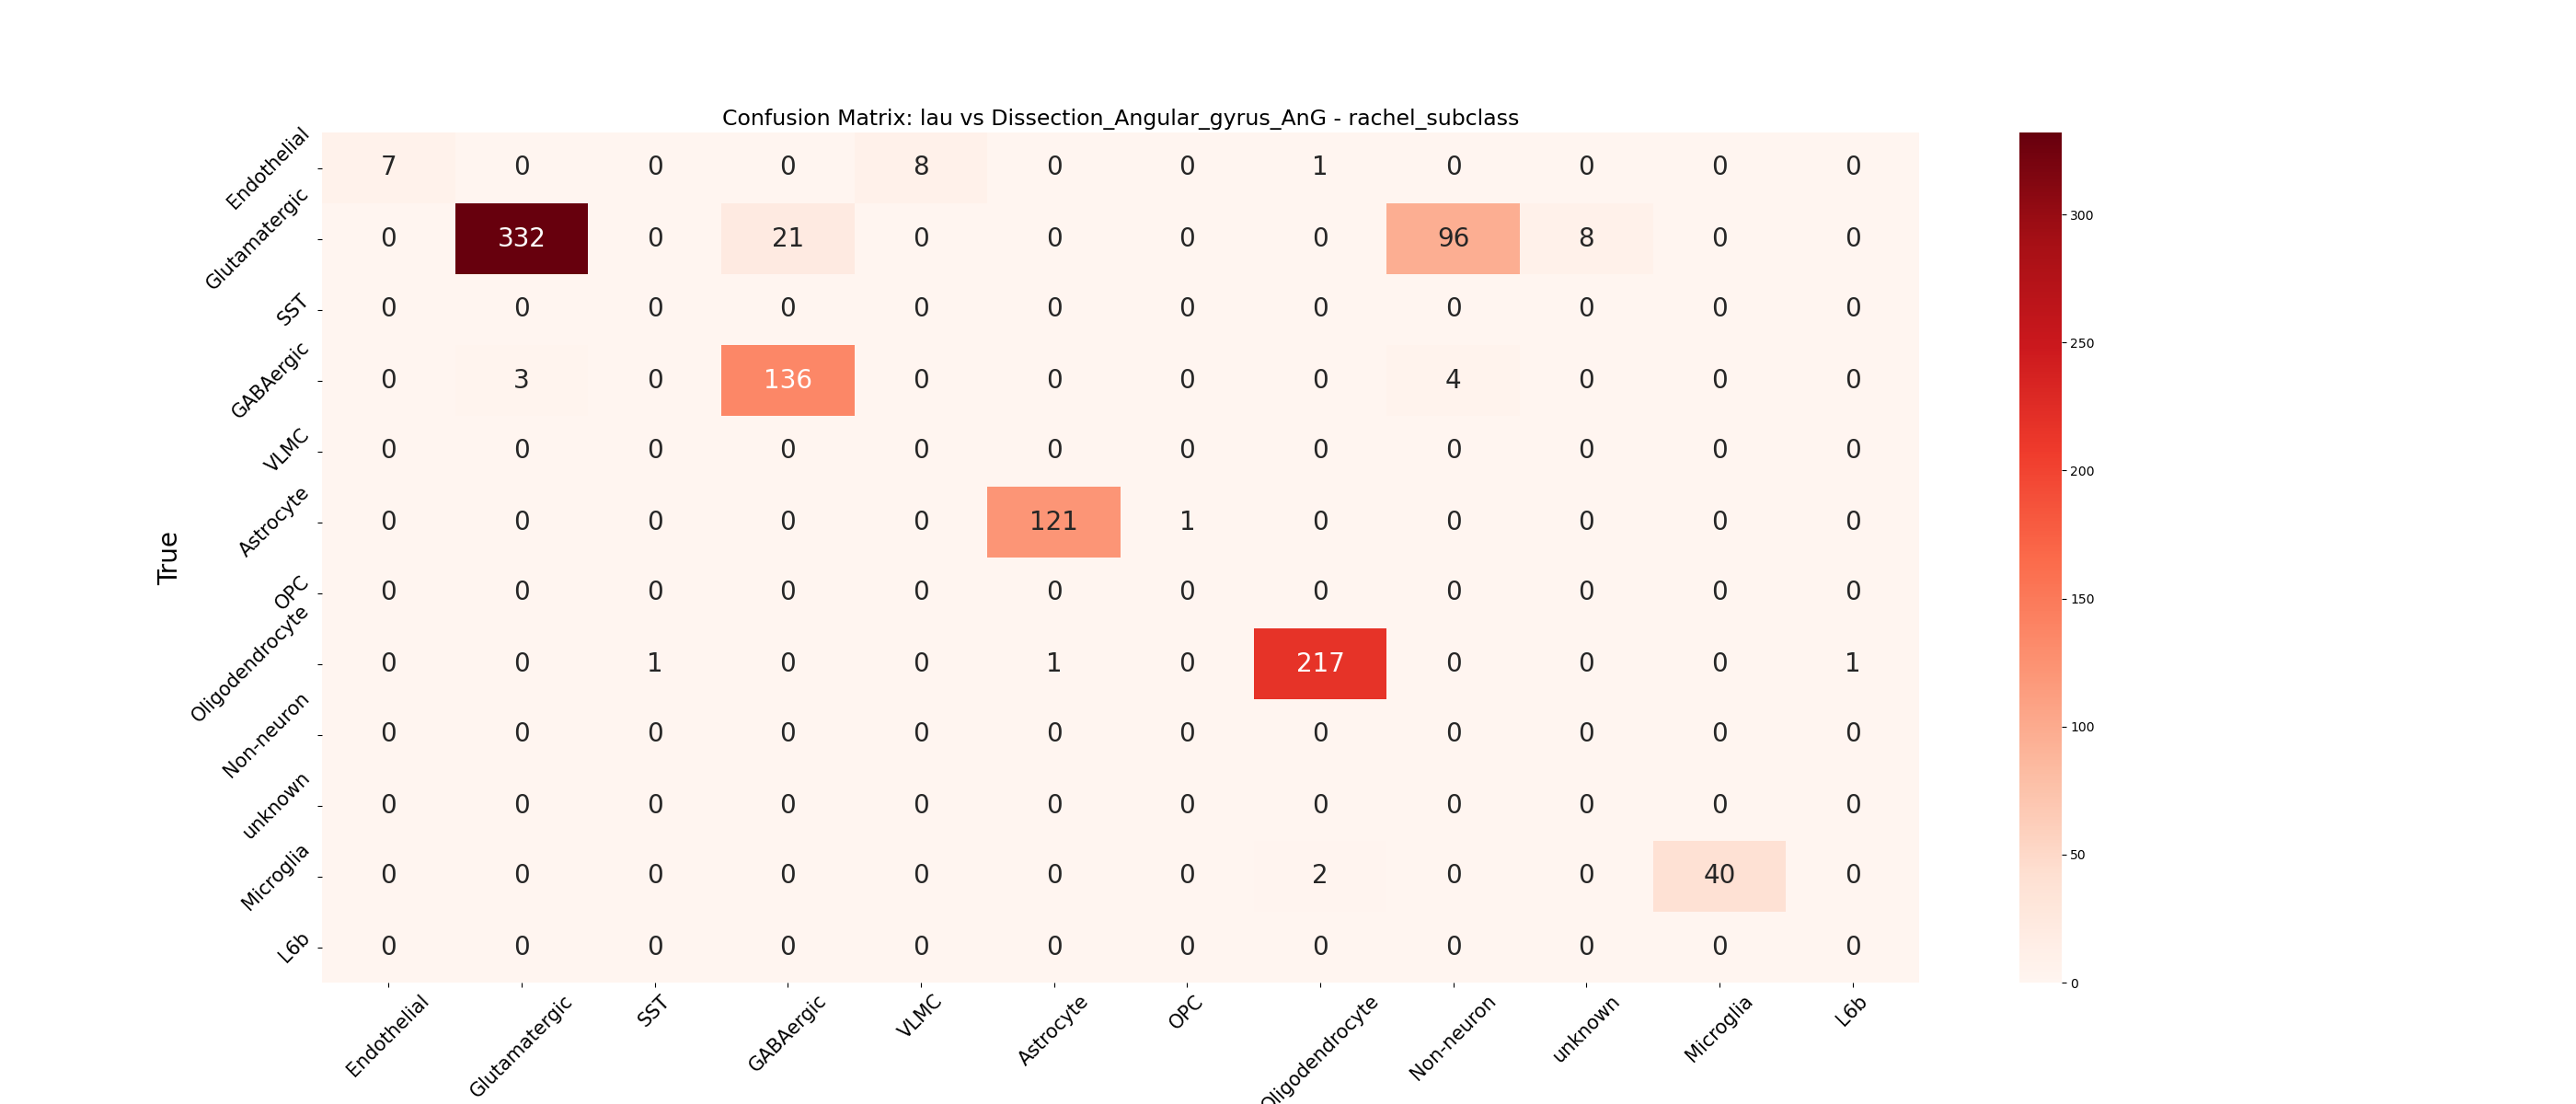 Confusion Matrix: lau vs Dissection_Angular_gyrus_AnG - rachel_subclass
Endothelial 7 0 0 0 8 0 0 1 0 0 0 0
Glutamatergic 0 332 0 21 0 0 0 0 96 8 0 0
SST 0 0 0 0 0 0 0 0 0 0 0 0
GABAergic 0 3 0 136 0 0 0 0 4 0 0 0
VLMC 0 0 0 0 0 0 0 0 0 0 0 0
Astrocyte 0 0 0 0 0 121 1 0 0 0 0 0
OPC 0 0 0 0 0 0 0 0 0 0 0 0
Oligodendrocyte 0 0 1 0 0 1 0 217 0 0 0 1
Non-neuron 0 0 0 0 0 0 0 0 0 0 0 0
unknown 0 0 0 0 0 0 0 0 0 0 0 0
Microglia 0 0 0 0 0 0 0 2 0 0 40 0
L6b 0 0 0 0 0 0 0 0 0 0 0 0
True
Endothelial Glutamatergic SST GABAergic VLMC Astrocyte OPC Oligodendrocyte Non-neuron unknown Microglia L6b
300
250
200
150
100
50
0